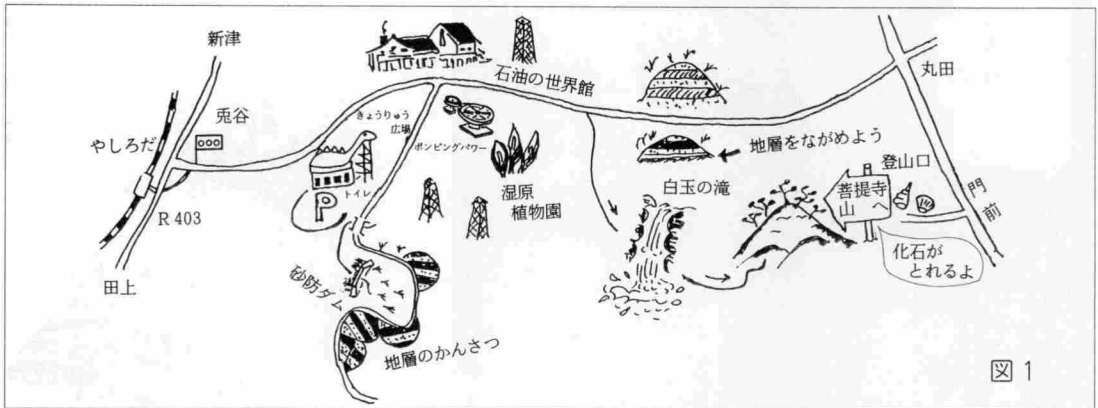 新津
兎谷
やしろだ
R 403
田上
きょうりゅう
広場
トイレ
P
石油の世界館
ポンピングパワー
湿原
植物園
砂防ダム
地層のかんさつ
地層をながめよう
白玉の滝
丸田
登山口
菩提寺
山へ
門前
化石が
とれるよ
図 1